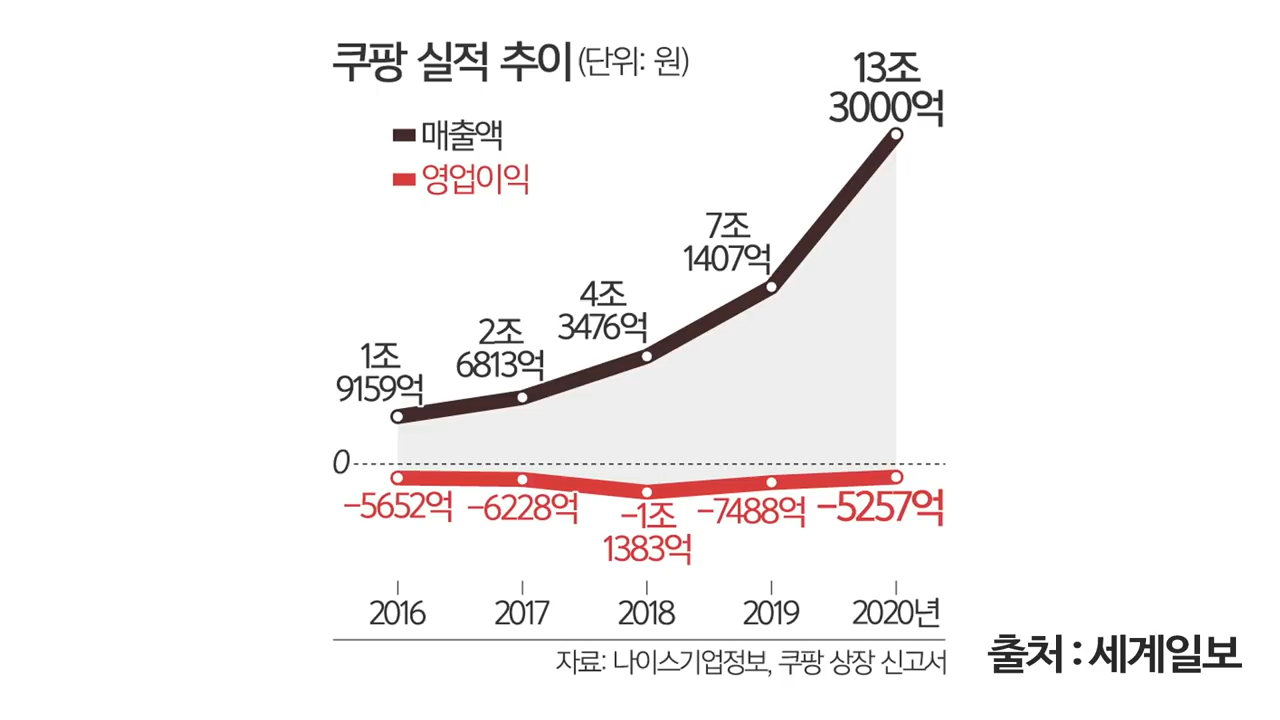 쿠팡 실적 추이(단위: 원)
매출액
영업이익
13조
3000억
7조
1407억
4조
3476억
2조
6813억
1조
9159억
0
-5652억
-6228억
-1조
1383억
-7488억
-5257억
2016
2017
2018
2019
2020년
자료: 나이스기업정보, 쿠팡 상장 신고서
출처 : 세계일보